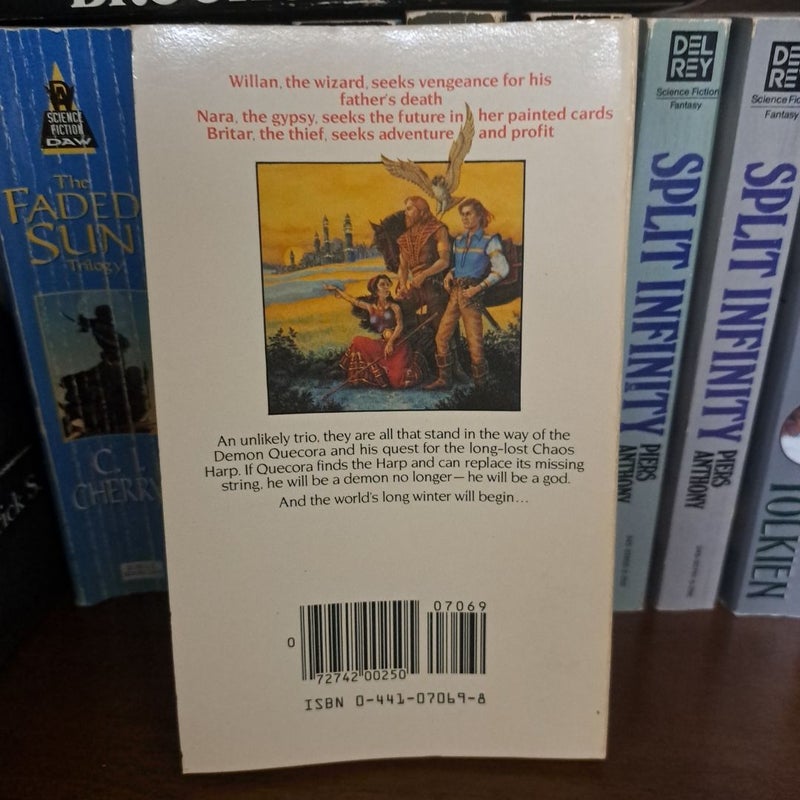 Willan, the wizard, seeks vengeance for his
father's death
Nara, the gypsy, seeks the future in her painted cards
Britar, the thief, seeks adventure and profit
An unlikely trio, they are all that stand in the way of the
Demon Quecora and his quest for the long-lost Chaos
Harp. If Quecora finds the Harp and can replace its missing
string, he will be a demon no longer—he will be a god.
And the world's long winter will begin...
07069
0
72742 00250
ISBN 0-441-07069-8
SCIENCE
FICTION
DAW
The
FADED
SUN
Trilogy
C. J.
CHERRY
DEL
REY
Science Fiction
Fantasy
SPLIT INFINITY
PIERS
ANTHONY
DE
RE
Science Fic
Fantasy
SPLIT INFINITY
PIERS
ANTHONY
TOLKIEN